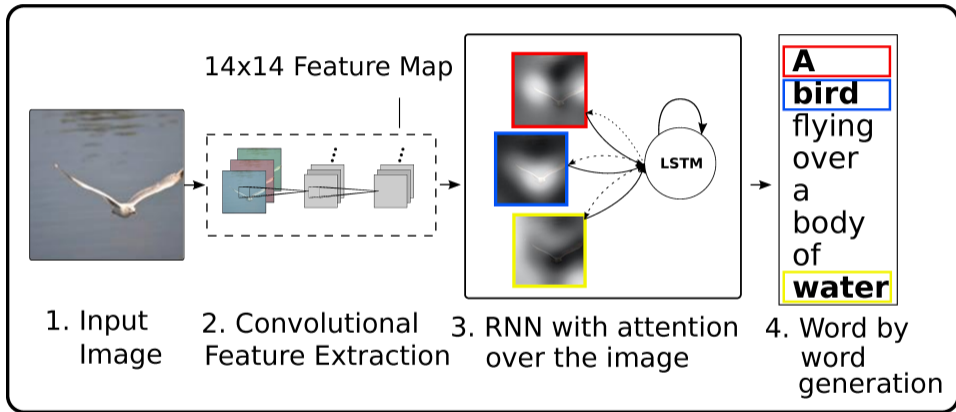 14x14 Feature Map
LSTM
A
bird
flying
over
a
body
of
water
1. Input
Image
2. Convolutional
Feature Extraction
3. RNN with attention
over the image
4. Word by
word
generation